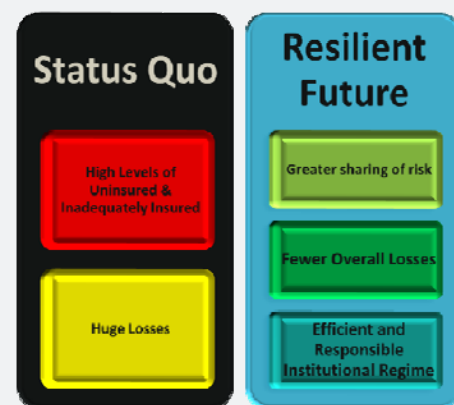 Status Quo
High Levels of
Uninsured &
Inadequately Insured
Huge Losses
Resilient
Future
Greater sharing of risk
Fewer Overall Losses
Efficient and
Responsible
Institutional Regime